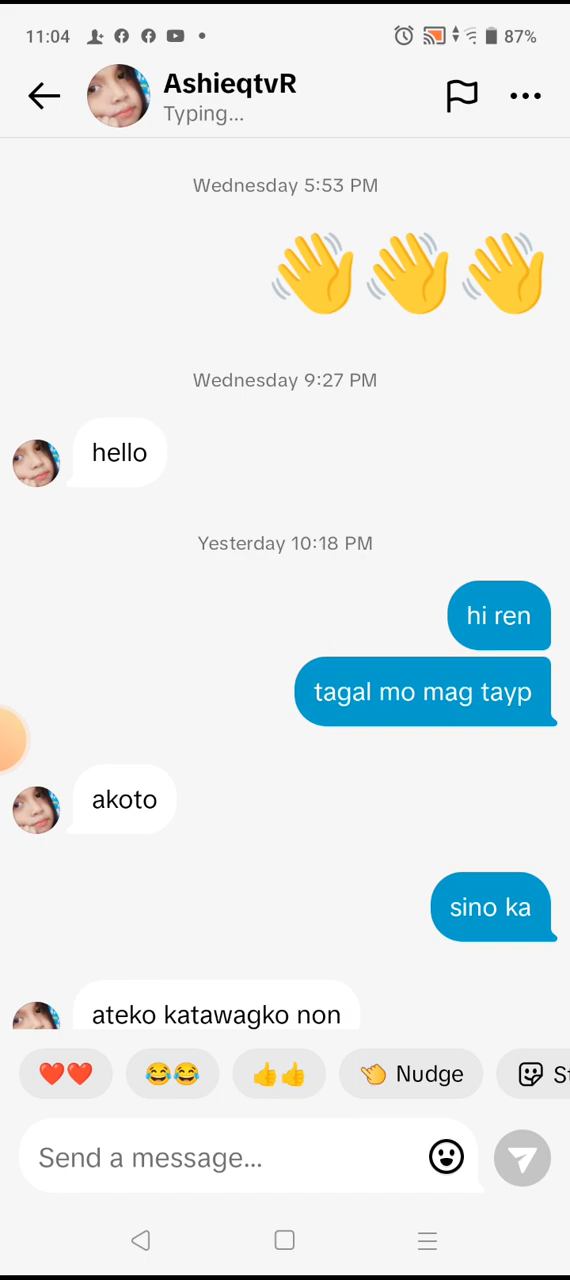 11:04
87%
AshieqtvR
Typing...
Wednesday 5:53 PM
Wednesday 9:27 PM
hello
Yesterday 10:18 PM
hi ren
tagal mo mag tayp
akoto
sino ka
ateko katawagko non
Nudge
St
Send a message...